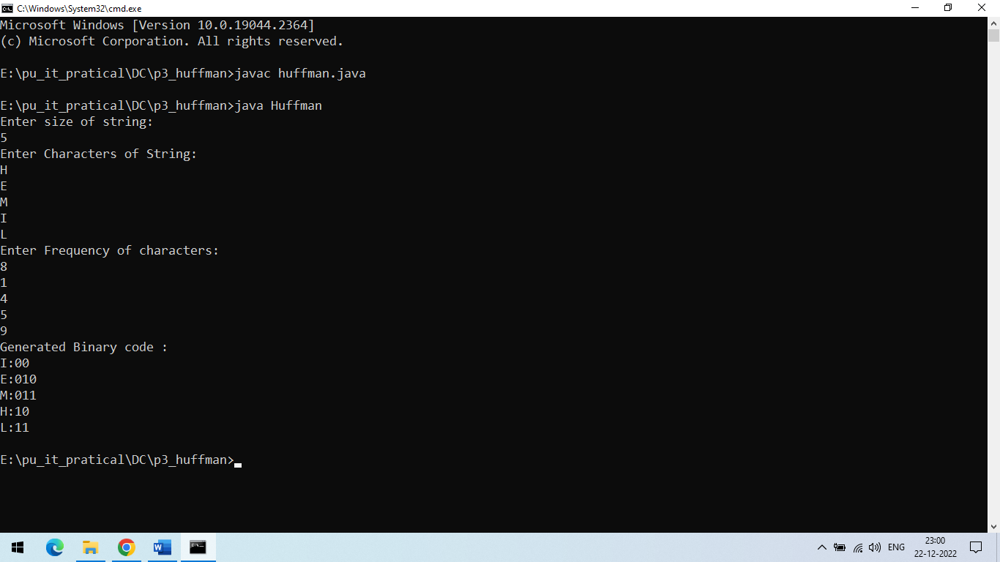 C:\Windows\System32\cmd.exe
Microsoft Windows [Version 10.0.19044.2364]
(c) Microsoft Corporation. All rights reserved.
E:\pu_it_pratical\DC\p3_huffman>javac huffman.java
E:\pu_it_pratical\DC\p3_huffman>java Huffman
Enter size of string:
5
Enter Characters of String:
H
E
M
I
L
Enter Frequency of characters:
8
1
4
5
9
Generated Binary code :
I:00
E:010
M:011
H:10
L:11
E:\pu_it_pratical\DC\p3_huffman>
ENG
23:00
22-12-2022